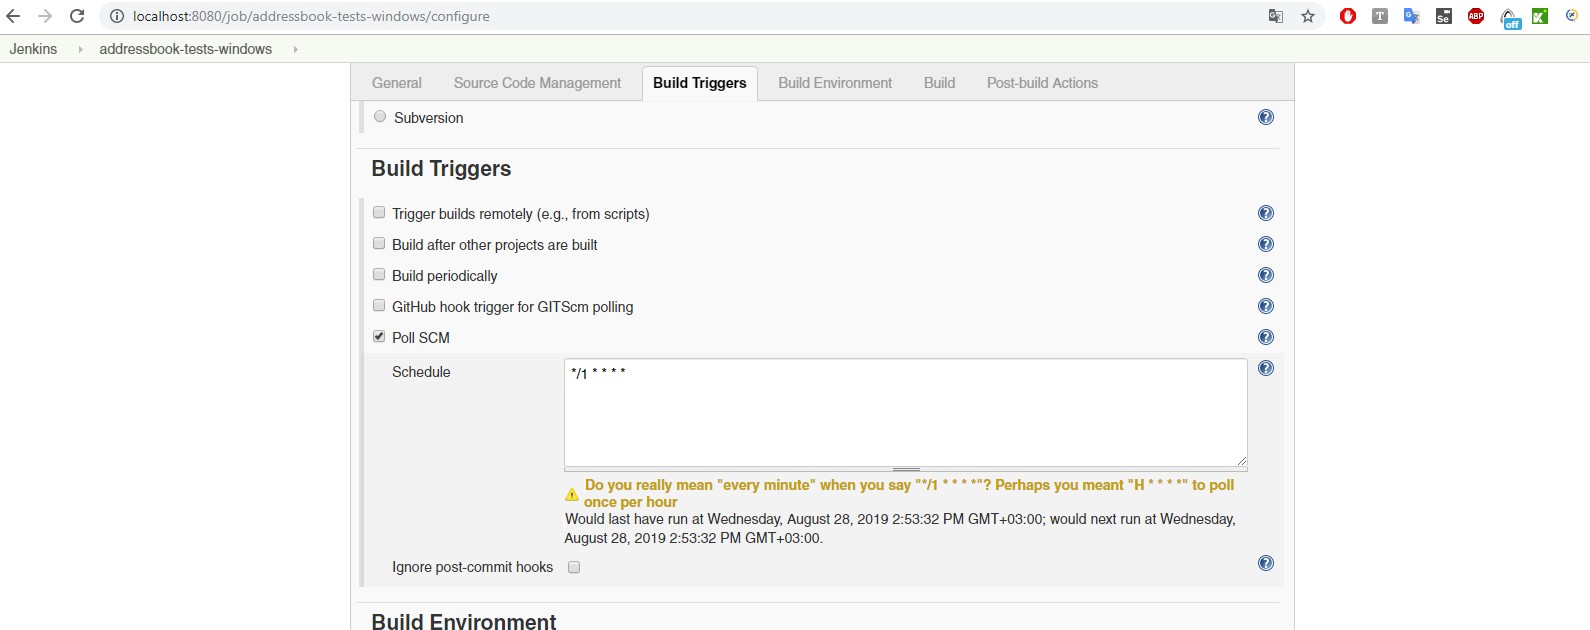 localhost:8080/job/addressbook-tests-windows/configure
T
G
Se
ABP
off
Jenkins
addressbook-tests-windows
General Source Code Management Build Triggers Build Environment Build Post-build Actions
Subversion
Build Triggers
Trigger builds remotely (e.g., from scripts)
Build after other projects are built
Build periodically
GitHub hook trigger for GITScm polling
Poll SCM
Schedule
*/1 * * * *
Do you really mean "every minute" when you say "*/1 * * * *"? Perhaps you meant "H * * * *" to poll
once per hour
Would last have run at Wednesday, August 28, 2019 2:53:32 PM GMT+03:00; would next run at Wednesday,
August 28, 2019 2:53:32 PM GMT+03:00.
Ignore post-commit hooks
Build Environment